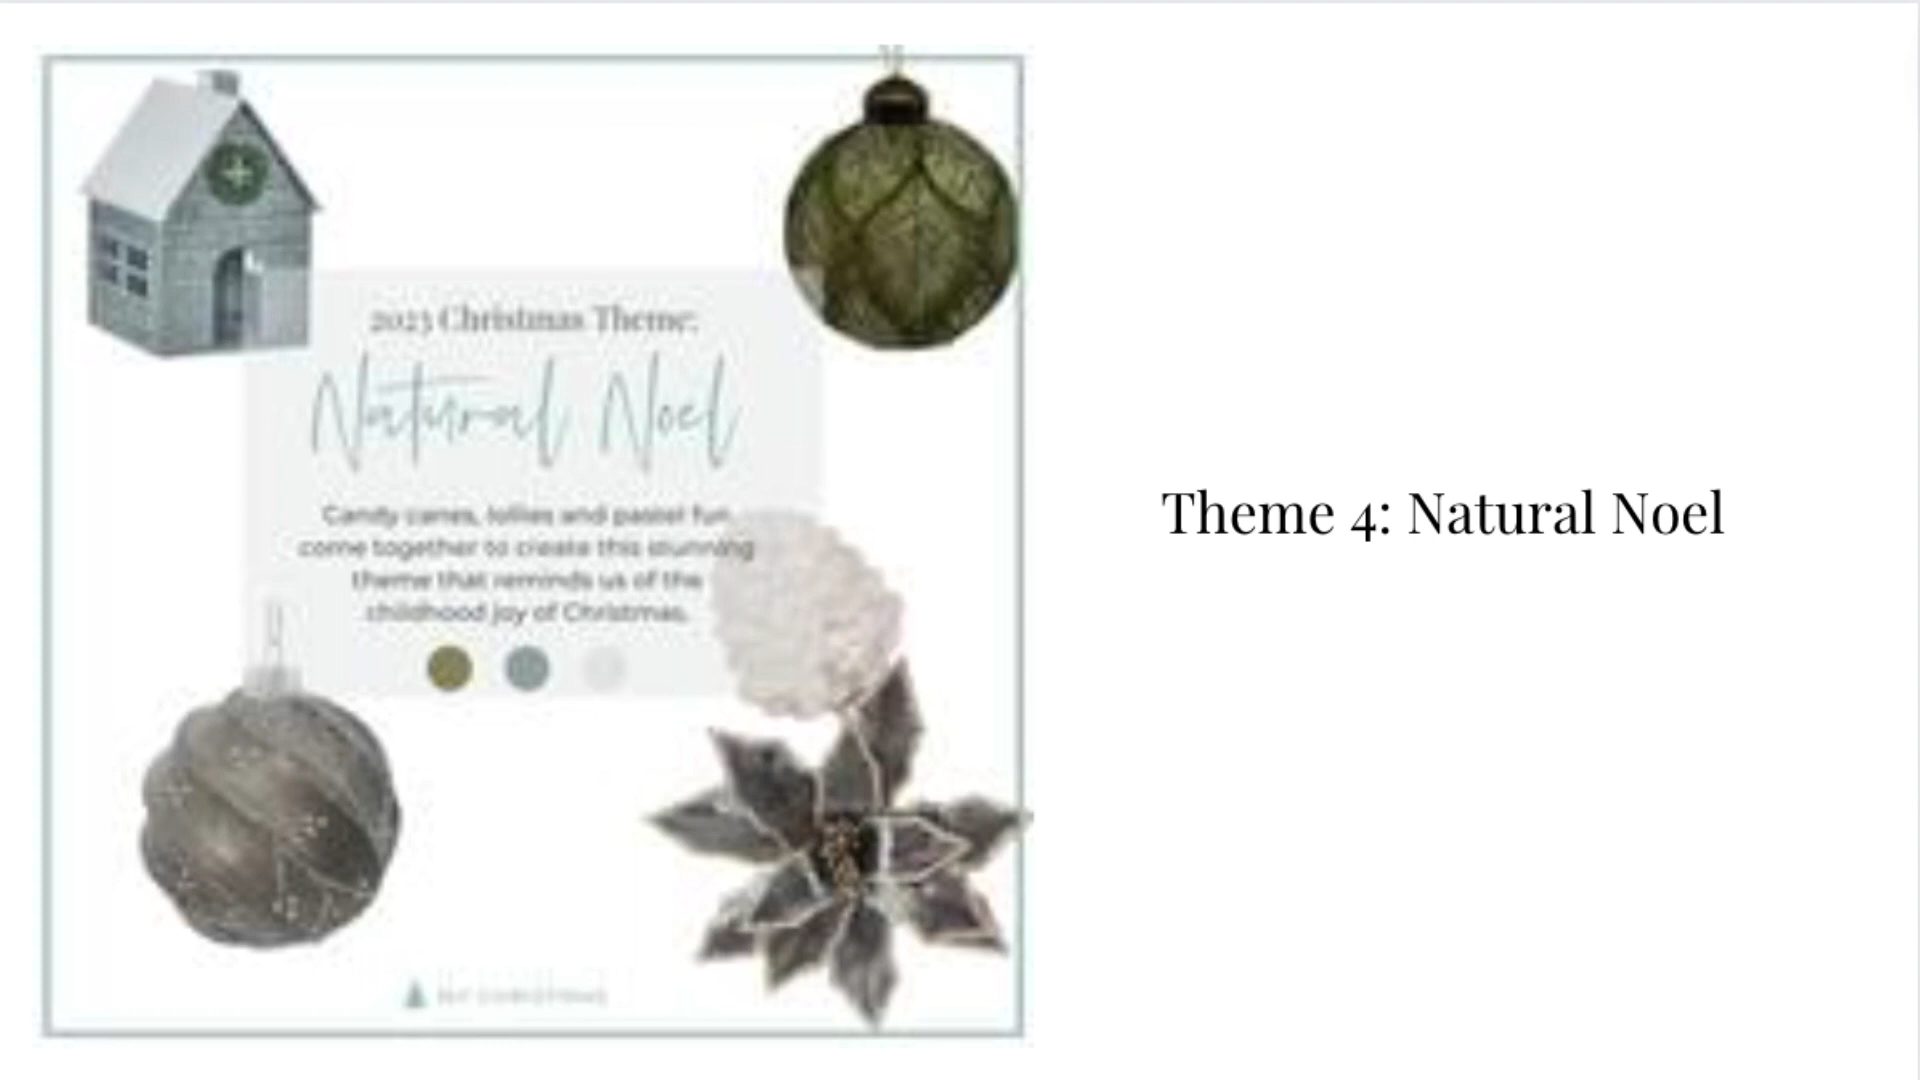 2023 Christmas Theme:
Natural Noel
Candy canes, lollies and pastel fun
come together to create this stunning
theme that reminds us of the
childhood joy of Christmas.
CHRISTMAS
Theme 4: Natural Noel